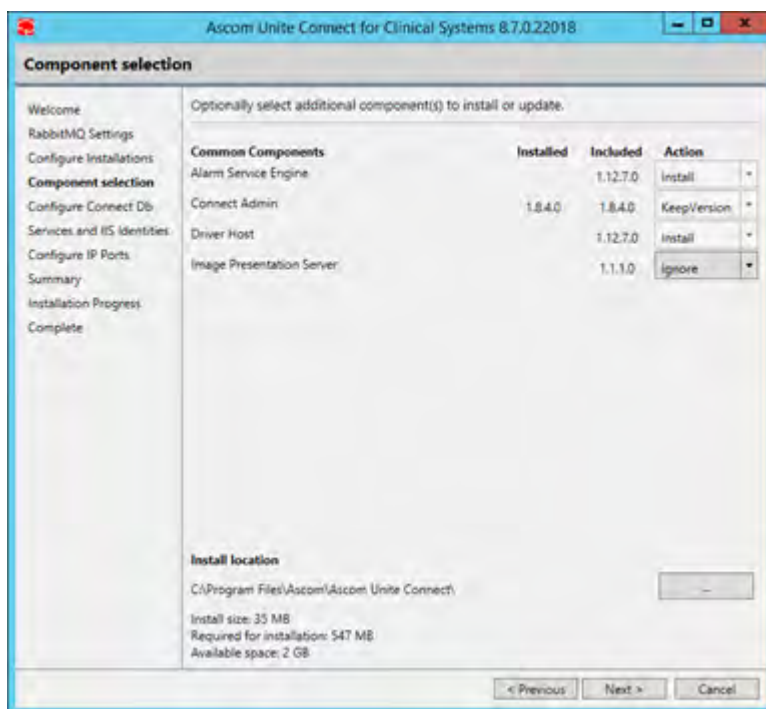 Ascom Unite Connect for Clinical Systems 8.7.0.22018
Component selection
Welcome
RabbitMQ Settings
Configure Installations
Component selection
Configure Connect Db
Services and IIS Identities
Configure IP Ports
Summary
Installation Progress
Complete
Optionally select additional component(s) to install or update.
Common Components Installed Included Action
Alarm Service Engine 1.12.7.0 Install
Connect Admin 1.8.4.0 1.8.4.0 KeepVersion
Driver Host 1.12.7.0 Install
Image Presentation Server 1.1.1.0 Ignore
Install location
C:\Program Files\Ascom\Ascom Unite Connect\
...
Install size: 35 MB
Required for installation: 547 MB
Available space: 2 GB
< Previous Next > Cancel